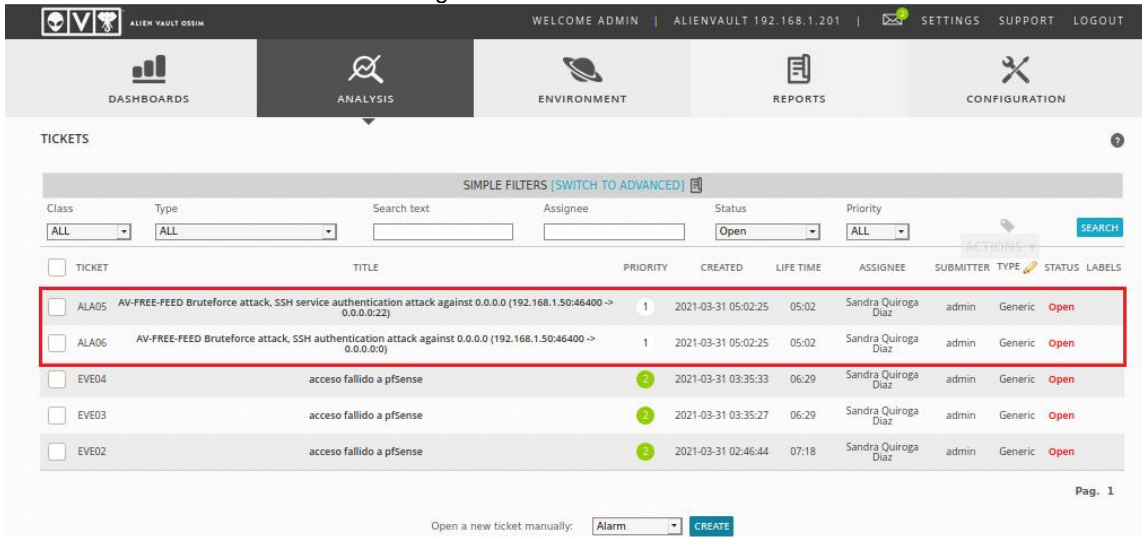 ALIEN VAULT OSSIM
WELCOME ADMIN | ALIENVAULT 192.168.1.201 | 2 SETTINGS SUPPORT LOGOUT
DASHBOARDS ANALYSIS ENVIRONMENT REPORTS CONFIGURATION
TICKETS ?
SIMPLE FILTERS [SWITCH TO ADVANCED]
Class Type Search text Assignee Status Priority
ALL ALL Open ALL SEARCH
ACTIONS
TICKET TITLE PRIORITY CREATED LIFE TIME ASSIGNEE SUBMITTER TYPE STATUS LABELS
ALA05 AV-FREE-FEED Bruteforce attack, SSH service authentication attack against 0.0.0.0 (192.168.1.50:46400 -> 0.0.0.0:22) 1 2021-03-31 05:02:25 05:02 Sandra Quiroga Diaz admin Generic Open
ALA06 AV-FREE-FEED Bruteforce attack, SSH authentication attack against 0.0.0.0 (192.168.1.50:46400 -> 0.0.0.0:0) 1 2021-03-31 05:02:25 05:02 Sandra Quiroga Diaz admin Generic Open
EVE04 acceso fallido a pfSense 2 2021-03-31 03:35:33 06:29 Sandra Quiroga Diaz admin Generic Open
EVE03 acceso fallido a pfSense 2 2021-03-31 03:35:27 06:29 Sandra Quiroga Diaz admin Generic Open
EVE02 acceso fallido a pfSense 2 2021-03-31 02:46:44 07:18 Sandra Quiroga Diaz admin Generic Open
Pag. 1
Open a new ticket manually: Alarm CREATE